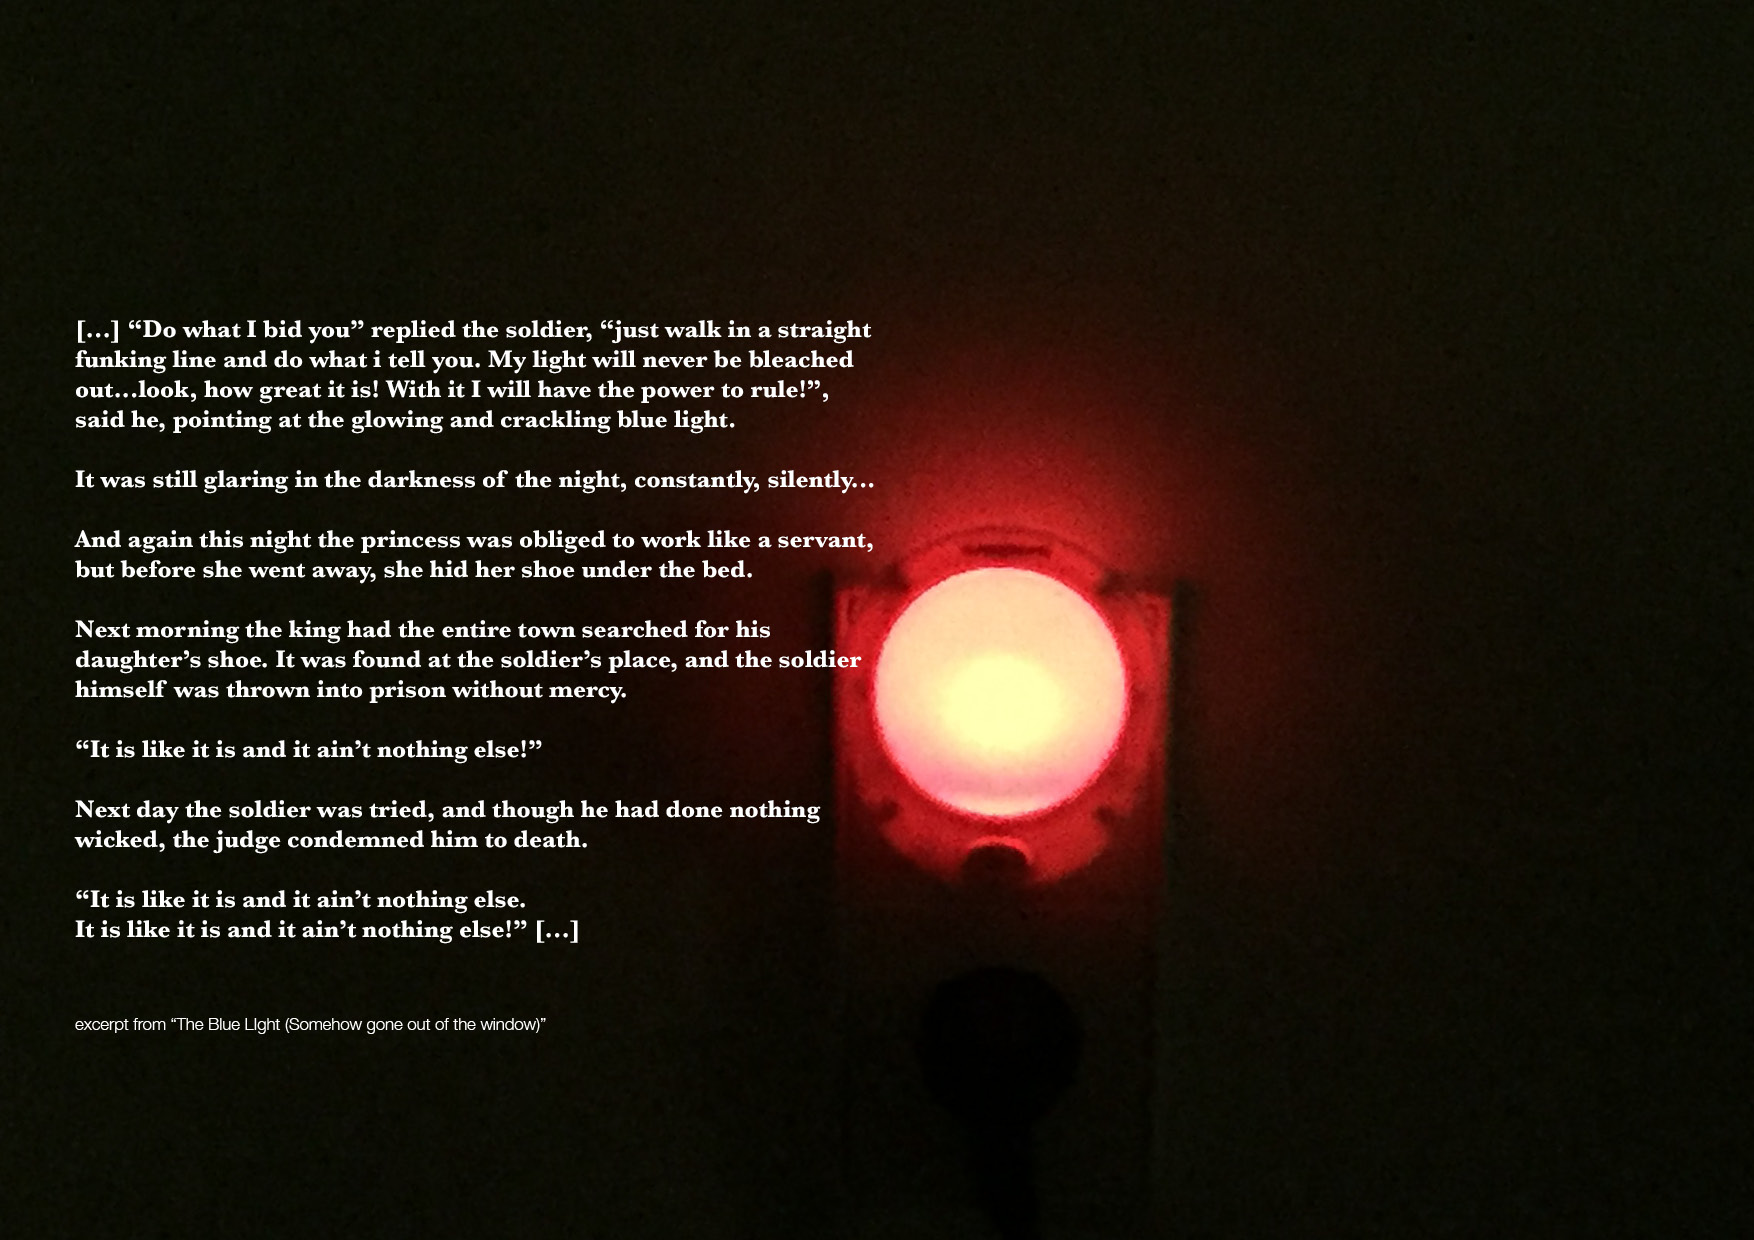 […] “Do what I bid you” replied the soldier, “just walk in a straight
funking line and do what i tell you. My light will never be bleached
out…look, how great it is! With it I will have the power to rule!”,
said he, pointing at the glowing and crackling blue light.
It was still glaring in the darkness of the night, constantly, silently…
And again this night the princess was obliged to work like a servant,
but before she went away, she hid her shoe under the bed.
Next morning the king had the entire town searched for his
daughter’s shoe. It was found at the soldier’s place, and the soldier
himself was thrown into prison without mercy.
“It is like it is and it ain’t nothing else!”
Next day the soldier was tried, and though he had done nothing
wicked, the judge condemned him to death.
“It is like it is and it ain’t nothing else.
It is like it is and it ain’t nothing else!” […]
excerpt from “The Blue LIght (Somehow gone out of the window)”